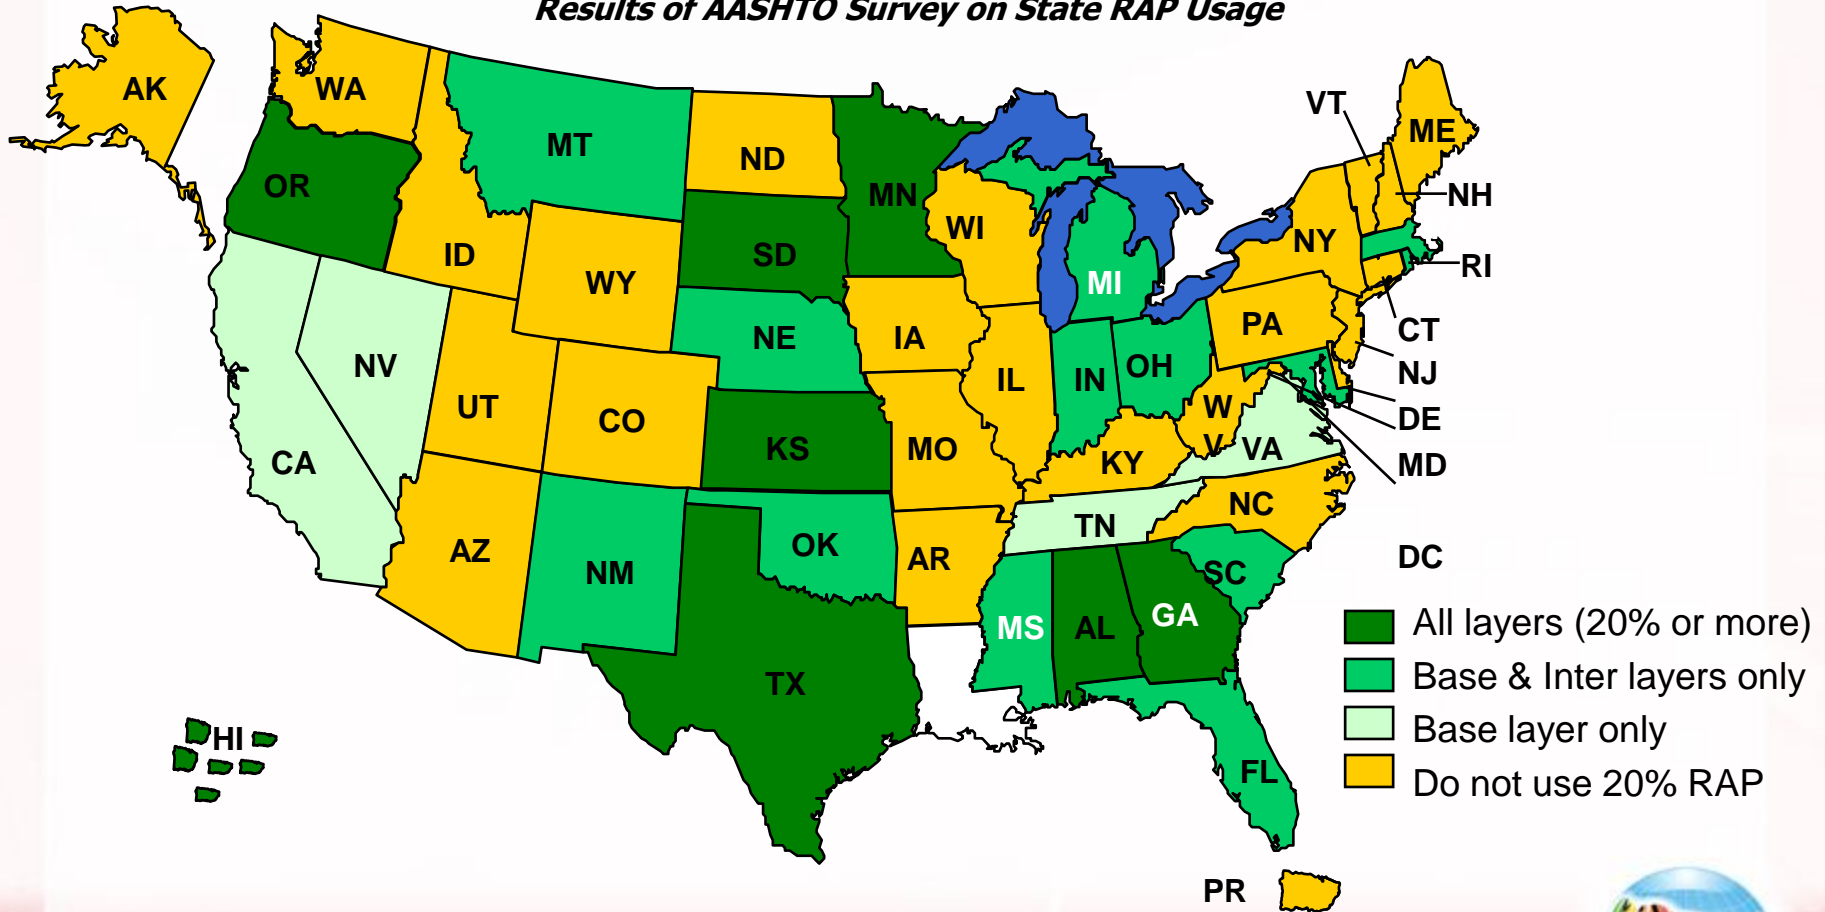 Results of AASHTO Survey on State RAP Usage
AK
WA
MT
ND
MN
VT
ME
OR
ID
WY
SD
WI
MI
NY
NH
RI
NV
UT
CO
NE
IA
IL
IN
OH
PA
CT
NJ
DE
MD
CA
KS
MO
KY
W
V
VA
AZ
NM
OK
AR
TN
NC
SC
DC
TX
MS
AL
GA
FL
HI
PR
All layers (20% or more)
Base & Inter layers only
Base layer only
Do not use 20% RAP